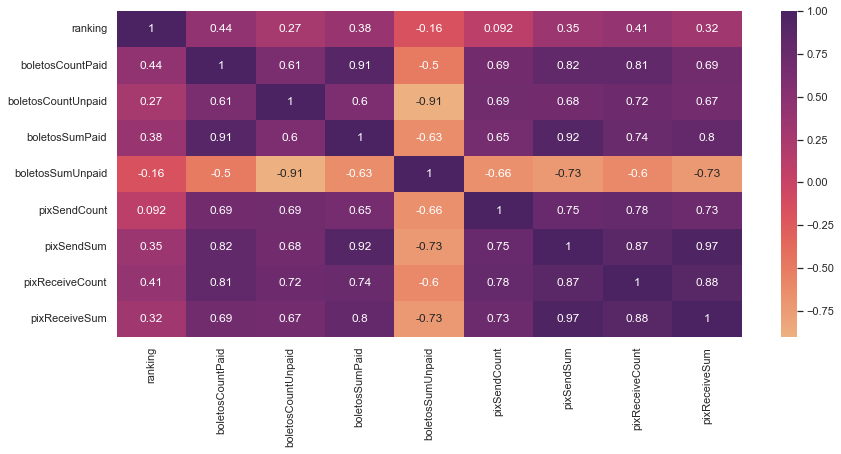 ranking 1 0.44 0.27 0.38 -0.16 0.092 0.35 0.41 0.32
boletosCountPaid 0.44 1 0.61 0.91 -0.5 0.69 0.82 0.81 0.69
boletosCountUnpaid 0.27 0.61 1 0.6 -0.91 0.69 0.68 0.72 0.67
boletosSumPaid 0.38 0.91 0.6 1 -0.63 0.65 0.92 0.74 0.8
boletosSumUnpaid -0.16 -0.5 -0.91 -0.63 1 -0.66 -0.73 -0.6 -0.73
pixSendCount 0.092 0.69 0.69 0.65 -0.66 1 0.75 0.78 0.73
pixSendSum 0.35 0.82 0.68 0.92 -0.73 0.75 1 0.87 0.97
pixReceiveCount 0.41 0.81 0.72 0.74 -0.6 0.78 0.87 1 0.88
pixReceiveSum 0.32 0.69 0.67 0.8 -0.73 0.73 0.97 0.88 1
ranking
boletosCountPaid
boletosCountUnpaid
boletosSumPaid
boletosSumUnpaid
pixSendCount
pixSendSum
pixReceiveCount
pixReceiveSum
1.00
0.75
0.50
0.25
0.00
-0.25
-0.50
-0.75